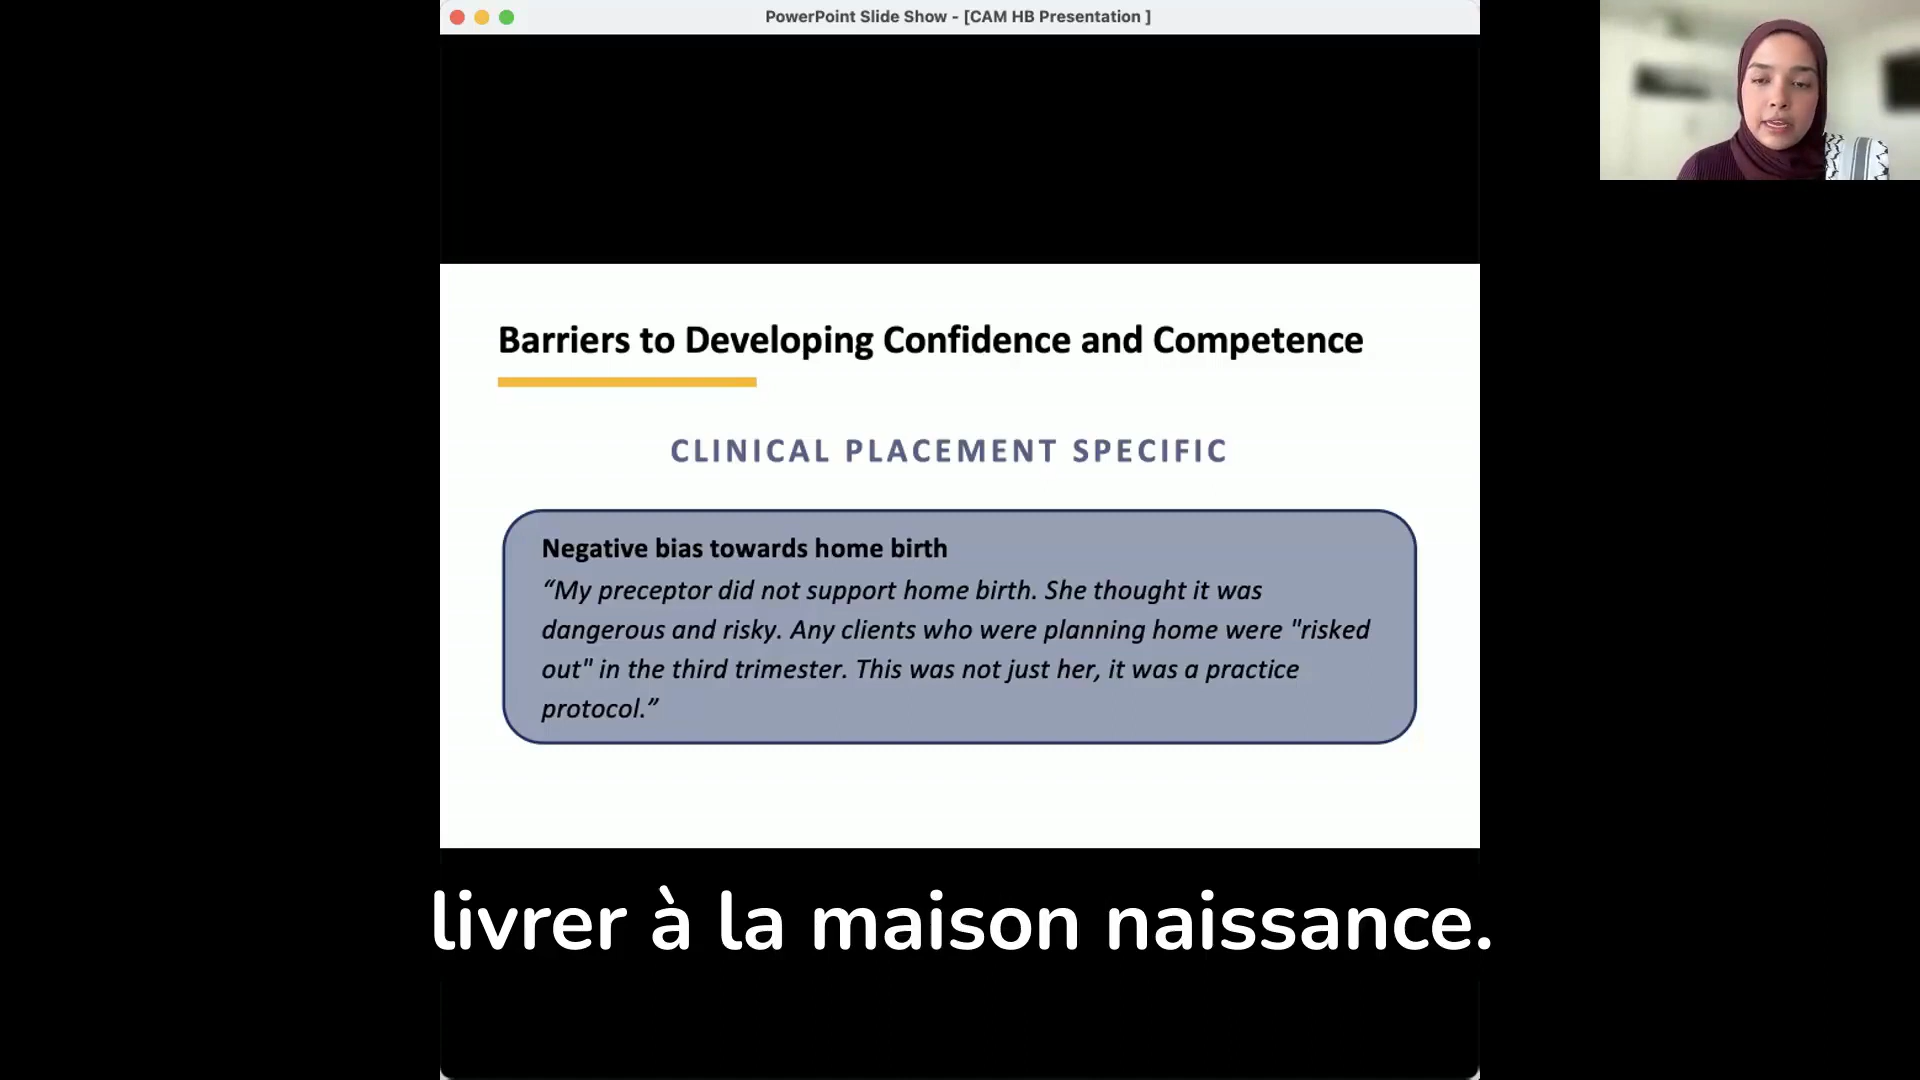 PowerPoint Slide Show - [CAM HB Presentation ]
Barriers to Developing Confidence and Competence
CLINICAL PLACEMENT SPECIFIC
Negative bias towards home birth
“My preceptor did not support home birth. She thought it was
dangerous and risky. Any clients who were planning home were "risked
out" in the third trimester. This was not just her, it was a practice
protocol.”
livrer à la maison naissance.